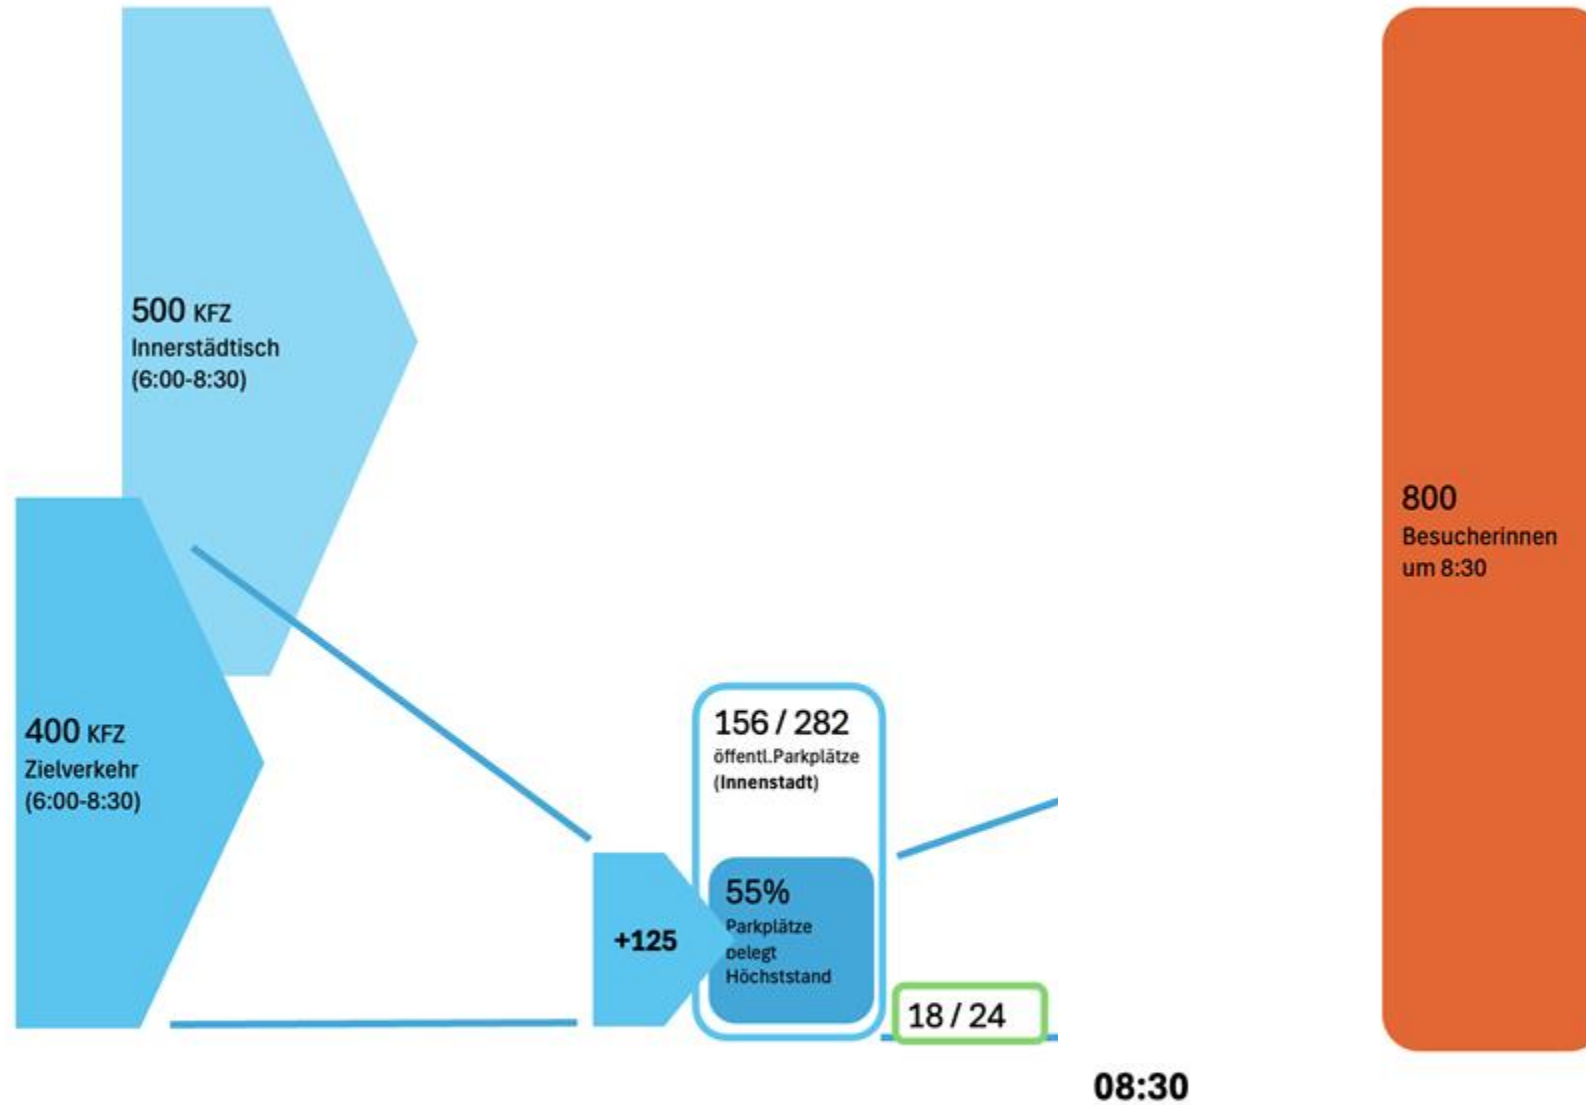 500 KFZ
Innerstädtisch
(6:00-8:30)
400 KFZ
Zielverkehr
(6:00-8:30)
+125
156 / 282
öffentl.Parkplätze
(Innenstadt)
55%
Parkplätze
belegt
Höchststand
18 / 24
08:30
800
Besucherinnen
um 8:30